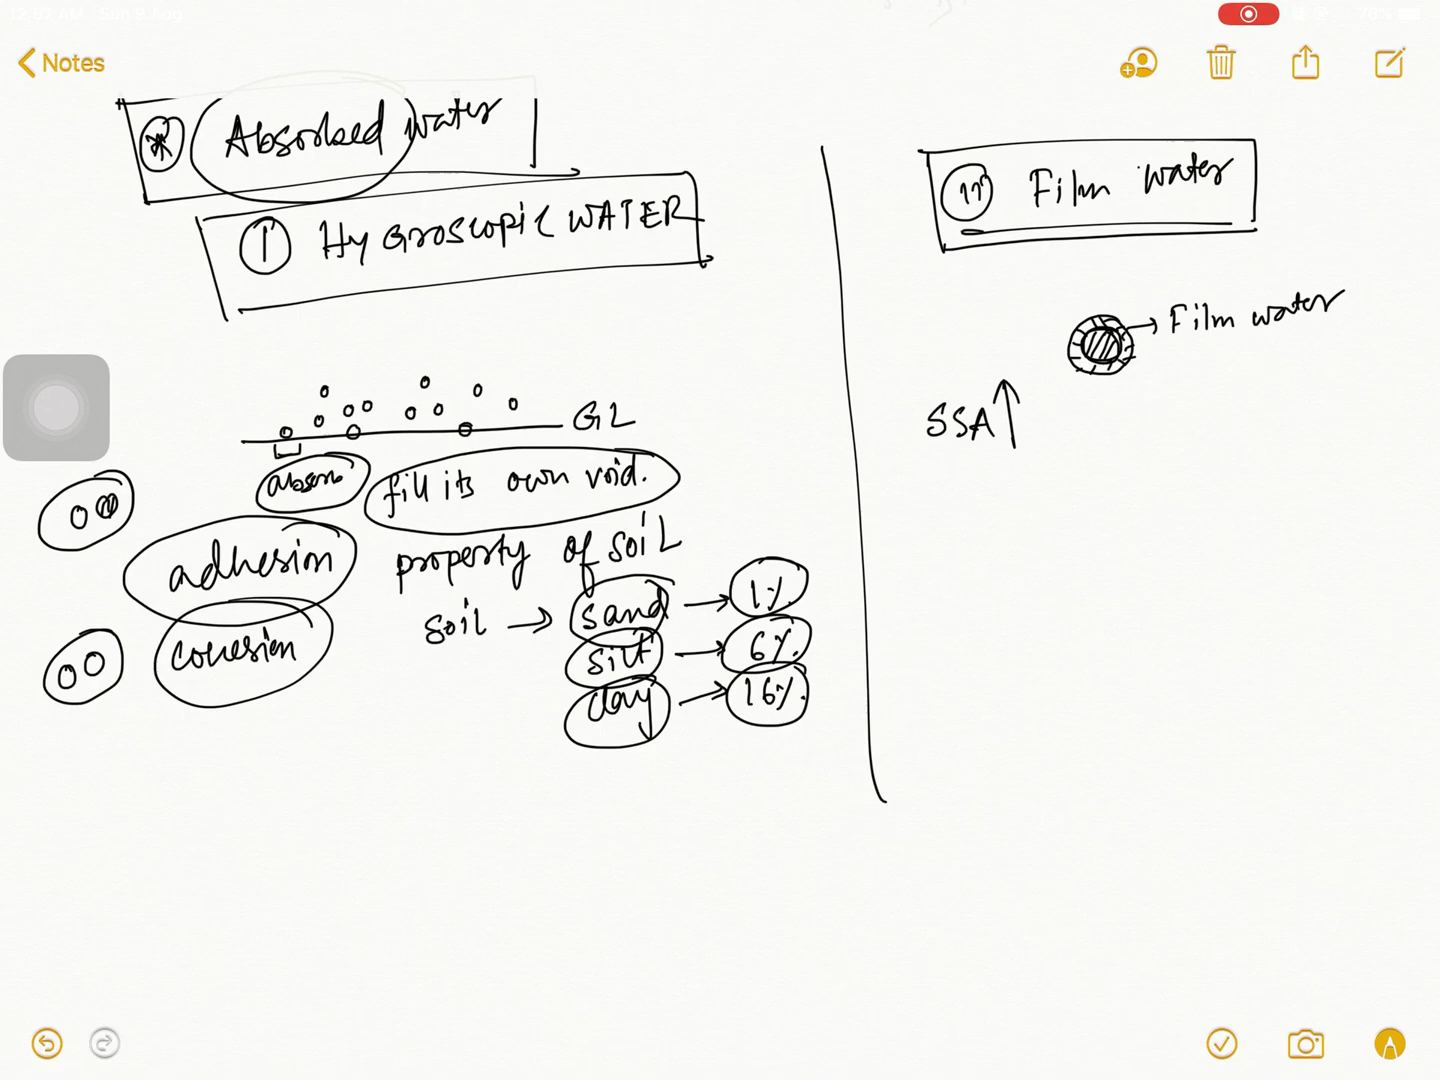 Notes
Absorbed water
1 HyGroscopic WATER
GL
absorb fill its own void.
adhesion property of soil
soil → sand → 1%.
cohesion silt → 6%.
clay → 16%.
Film water
→ Film water
SSA ↑